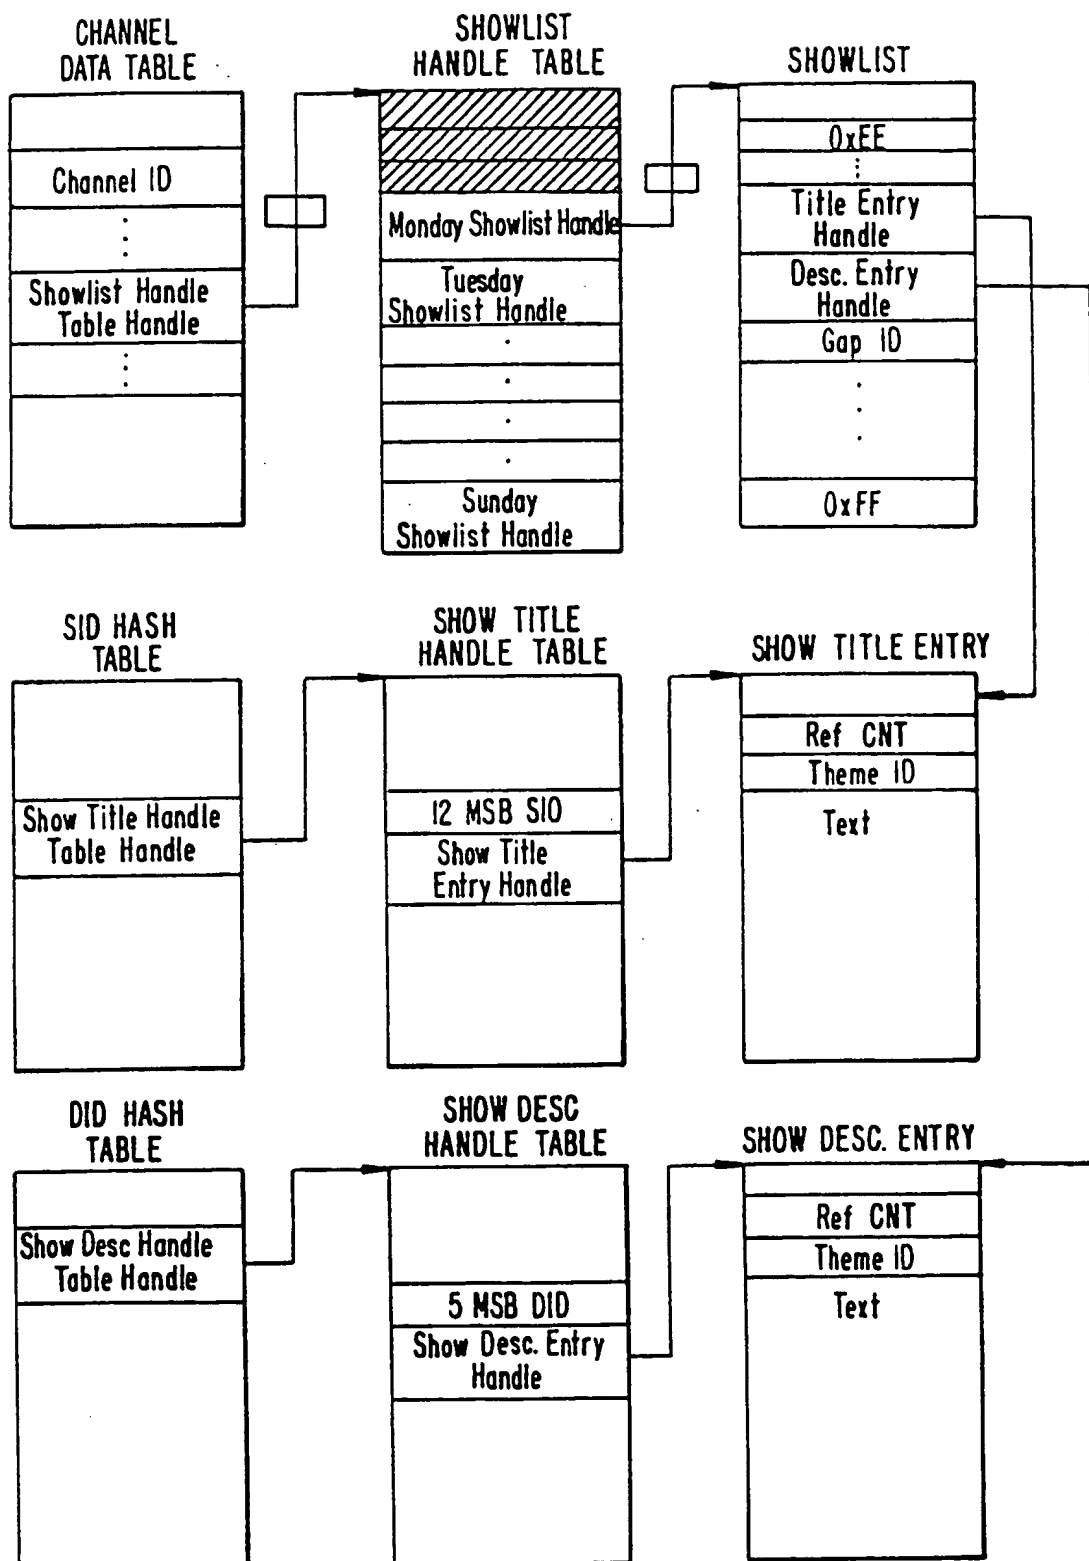 CHANNEL
DATA TABLE
Channel ID
Showlist Handle
Table Handle
SHOWLIST
HANDLE TABLE
Monday Showlist Handle
Tuesday
Showlist Handle
Sunday
Showlist Handle
SHOWLIST
0xEE
Title Entry
Handle
Desc. Entry
Handle
Gap ID
0xFF
SID HASH
TABLE
Show Title Handle
Table Handle
SHOW TITLE
HANDLE TABLE
12 MSB SIO
Show Title
Entry Handle
SHOW TITLE ENTRY
Ref CNT
Theme ID
Text
DID HASH
TABLE
Show Desc Handle
Table Handle
SHOW DESC
HANDLE TABLE
5 MSB DID
Show Desc. Entry
Handle
SHOW DESC. ENTRY
Ref CNT
Theme ID
Text